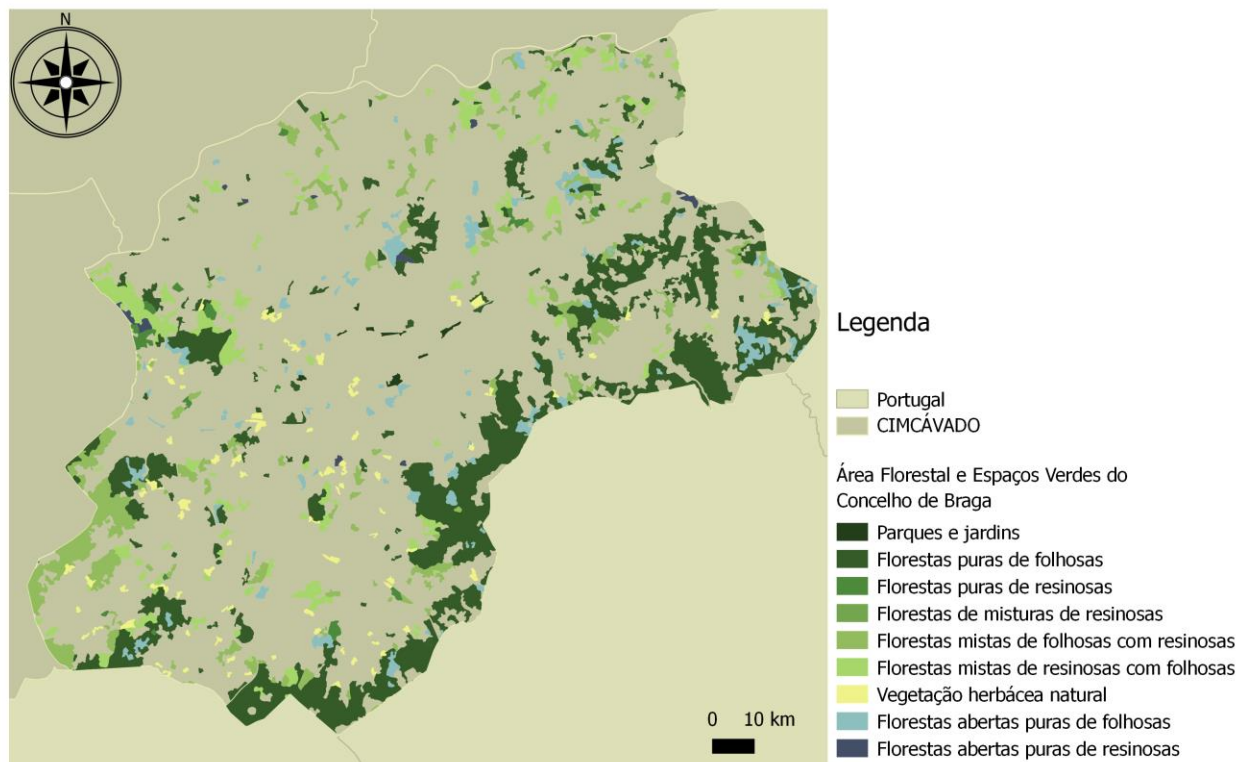 N
Legenda
Portugal
CIMCÁVADO
Área Florestal e Espaços Verdes do
Concelho de Braga
Parques e jardins
Florestas puras de folhosas
Florestas puras de resinosas
Florestas de misturas de resinosas
Florestas mistas de folhosas com resinosas
Florestas mistas de resinosas com folhosas
Vegetação herbácea natural
Florestas abertas puras de folhosas
Florestas abertas puras de resinosas
0 10 km